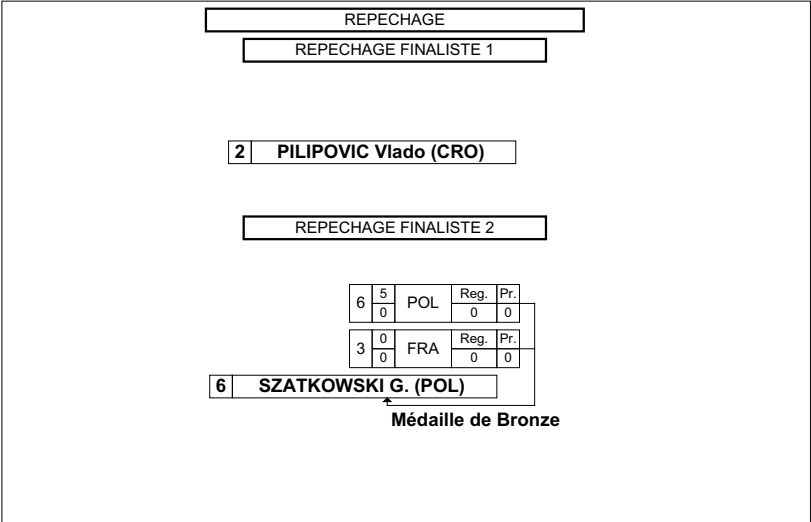 REPECHAGE
REPECHAGE FINALISTE 1
2 PILIPOVIC Vlado (CRO)
REPECHAGE FINALISTE 2
6 5 POL Reg. Pr.
0 0 0
3 0 FRA Reg. Pr.
0 0 0
6 SZATKOWSKI G. (POL)
Médaille de Bronze